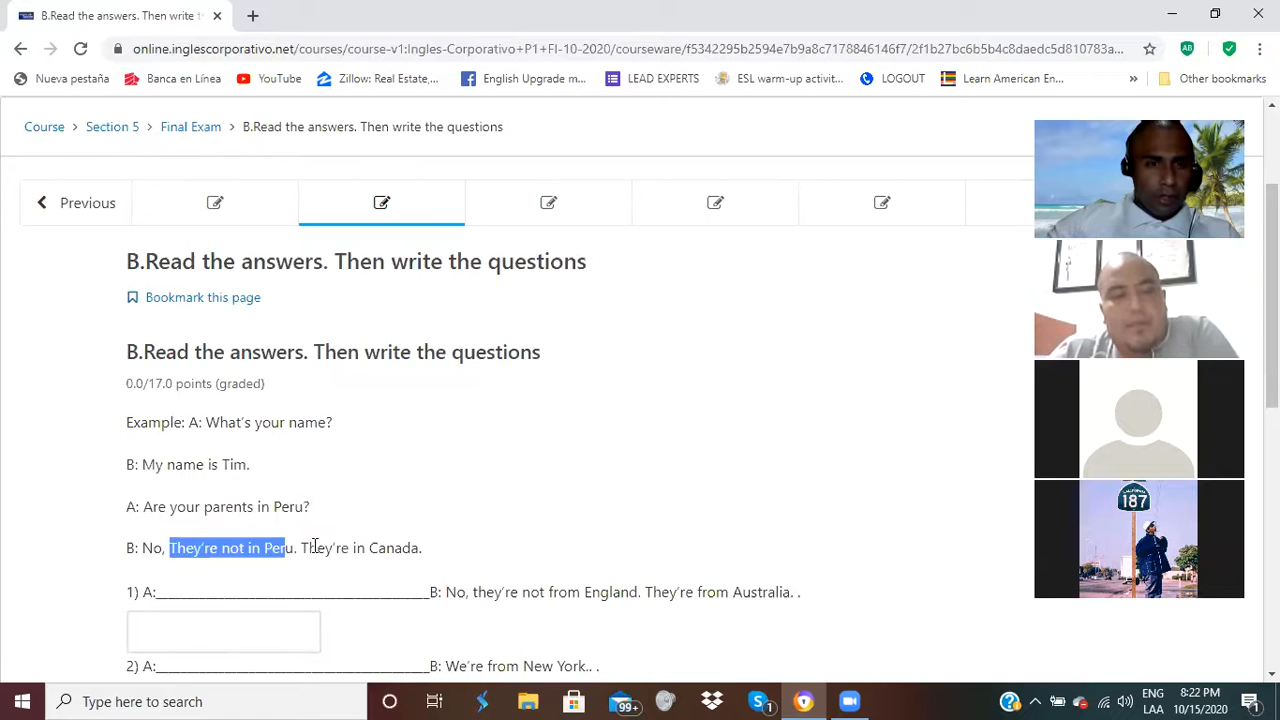 B.Read the answers. Then write t
online.inglescorporativo.net/courses/course-v1:Ingles-Corporativo+P1+FI-10-2020/courseware/f5342295b2594e7b9a8c7178846146f7/2f1b27bc6b5b4c8daedc5d810783a...
Nueva pestaña Banca en Línea YouTube Zillow: Real Estate,... English Upgrade m... LEAD EXPERTS ESL warm-up activit... LOGOUT Learn American En... » Other bookmarks
Course > Section 5 > Final Exam > B.Read the answers. Then write the questions
Previous
B.Read the answers. Then write the questions
Bookmark this page
B.Read the answers. Then write the questions
0.0/17.0 points (graded)
Example: A: What's your name?
B: My name is Tim.
A: Are your parents in Peru?
B: No, They're not in Peru. They're in Canada.
1) A:________________________________________B: No, they're not from England. They're from Australia. .
2) A:________________________________________B: We're from New York.. .
CALIFORNIA
187
Type here to search
99+
1
ENG
LAA
8:22 PM
10/15/2020
1